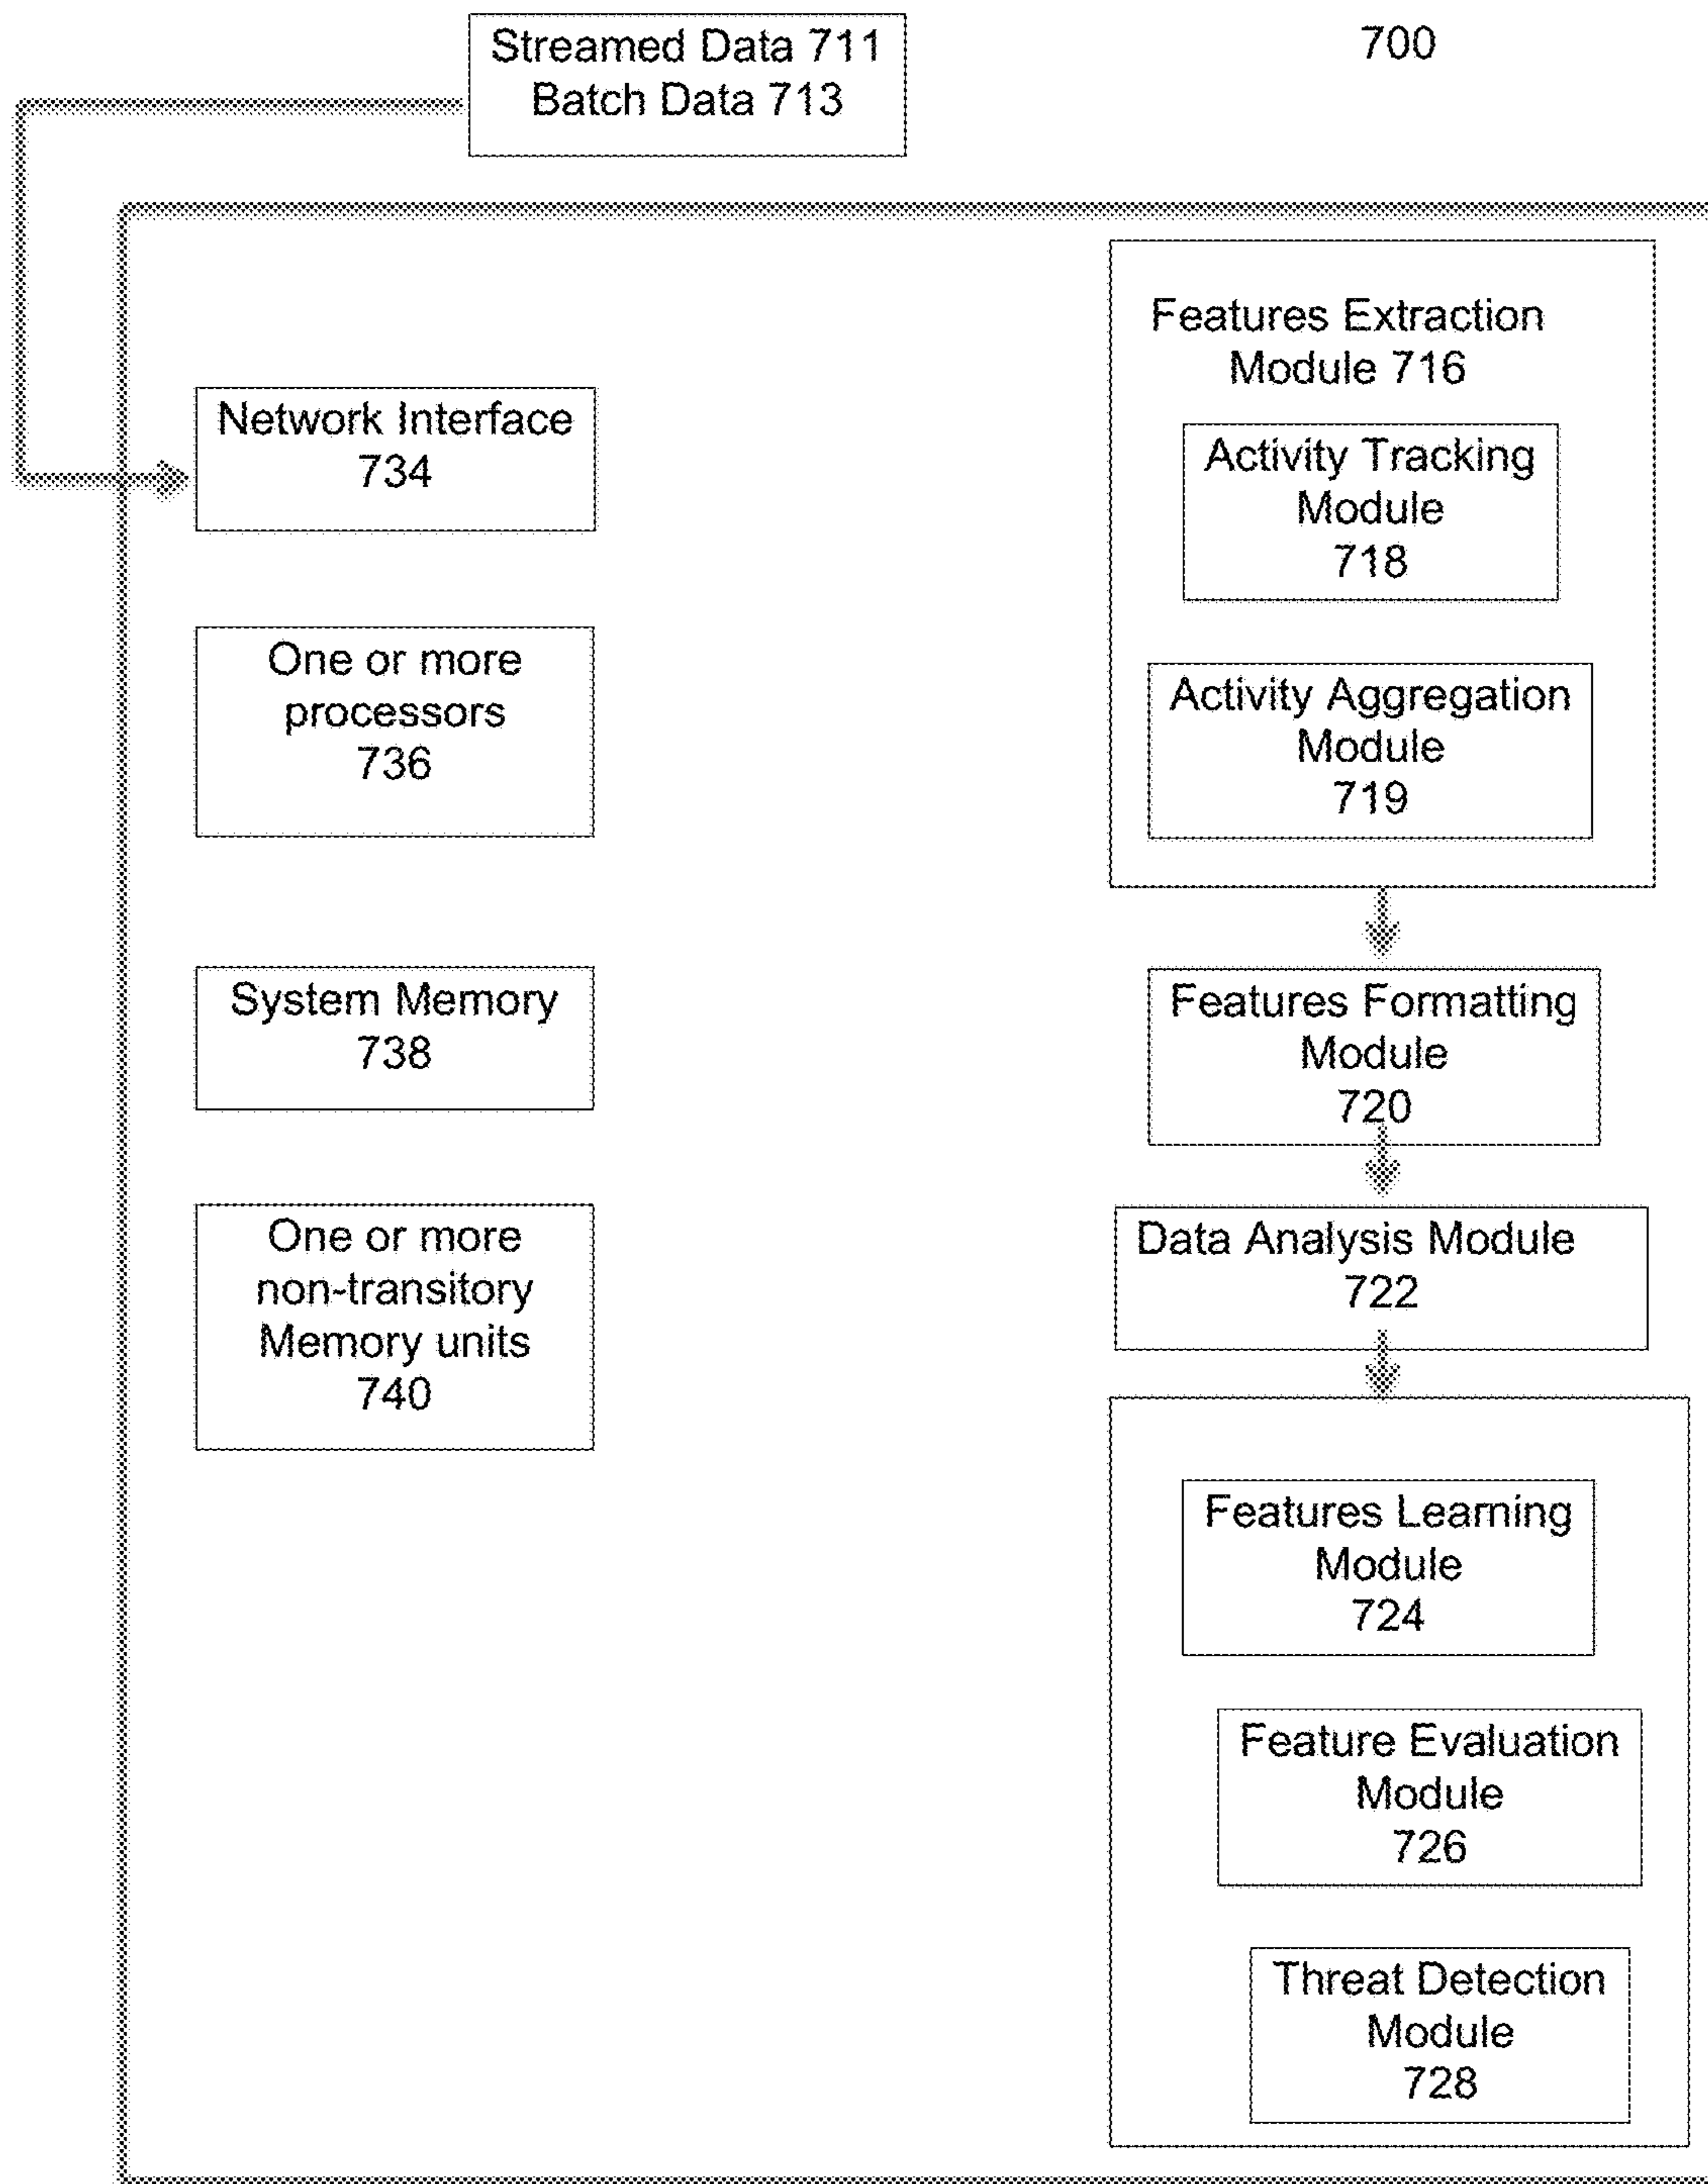 Streamed Data 711
Batch Data 713
700
Network Interface
734
One or more
processors
736
System Memory
738
One or more
non-transitory
Memory units
740
Features Extraction
Module 716
Activity Tracking
Module
718
Activity Aggregation
Module
719
Features Formatting
Module
720
Data Analysis Module
722
Features Learning
Module
724
Feature Evaluation
Module
726
Threat Detection
Module
728